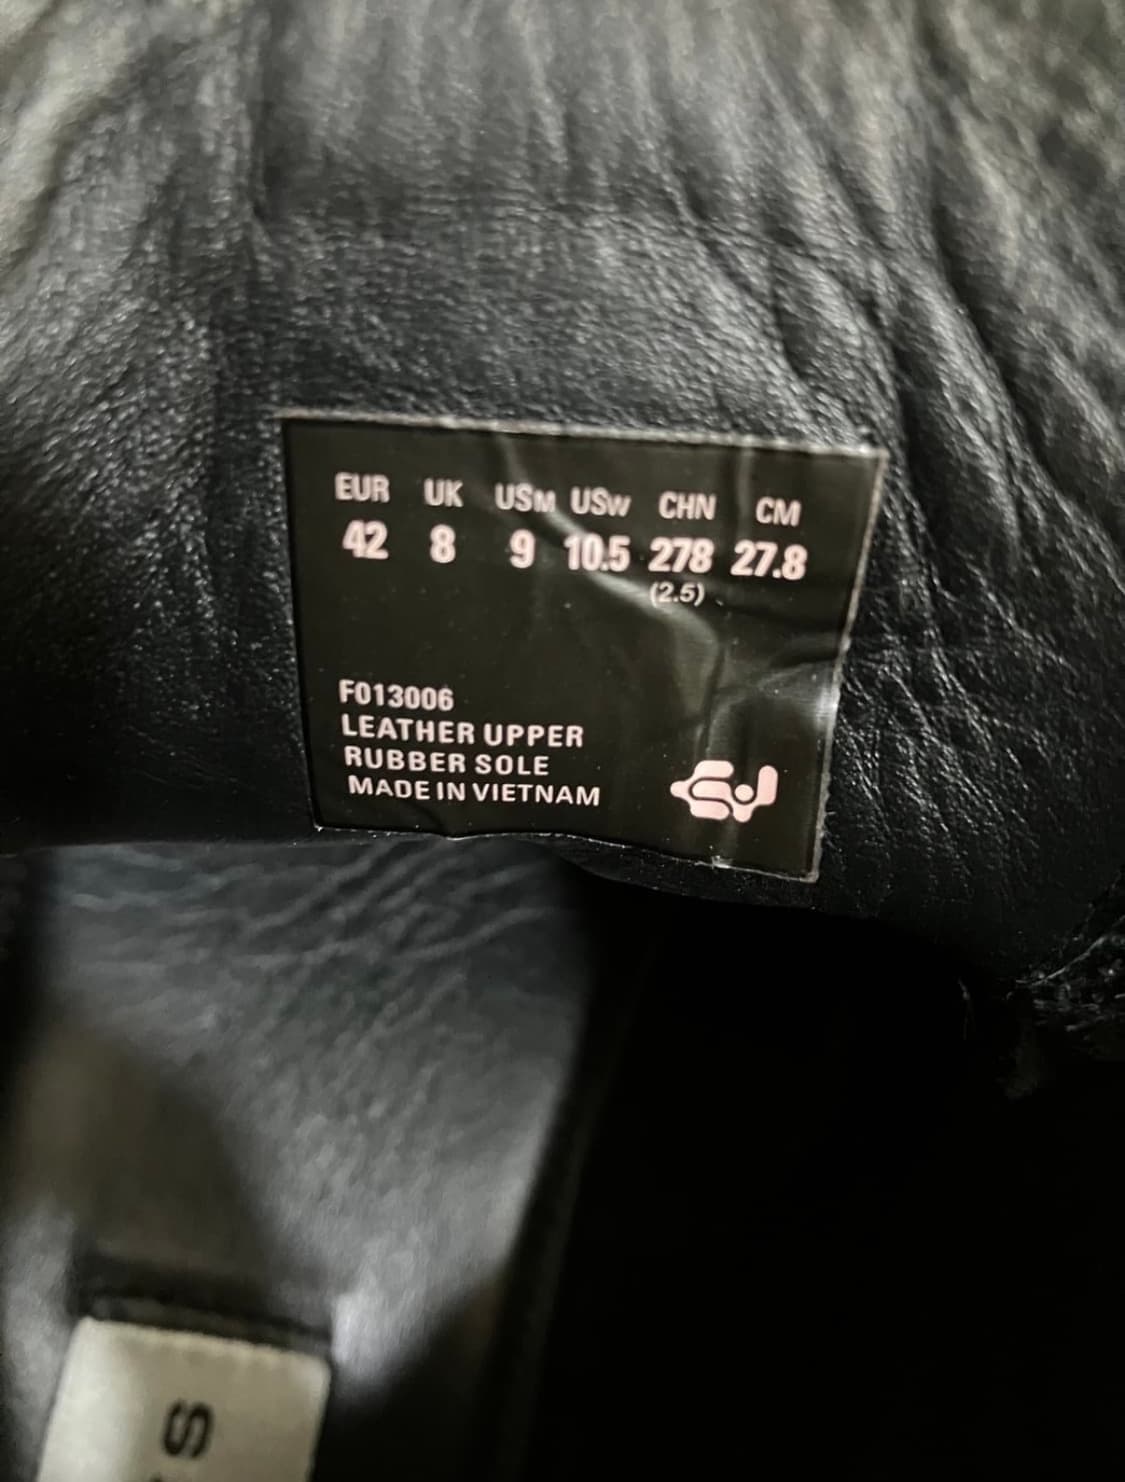 EUR UK USM USW CHN CM
42 8 9 10.5 278 27.8
(2.5)
F013006
LEATHER UPPER
RUBBER SOLE
MADE IN VIETNAM
S